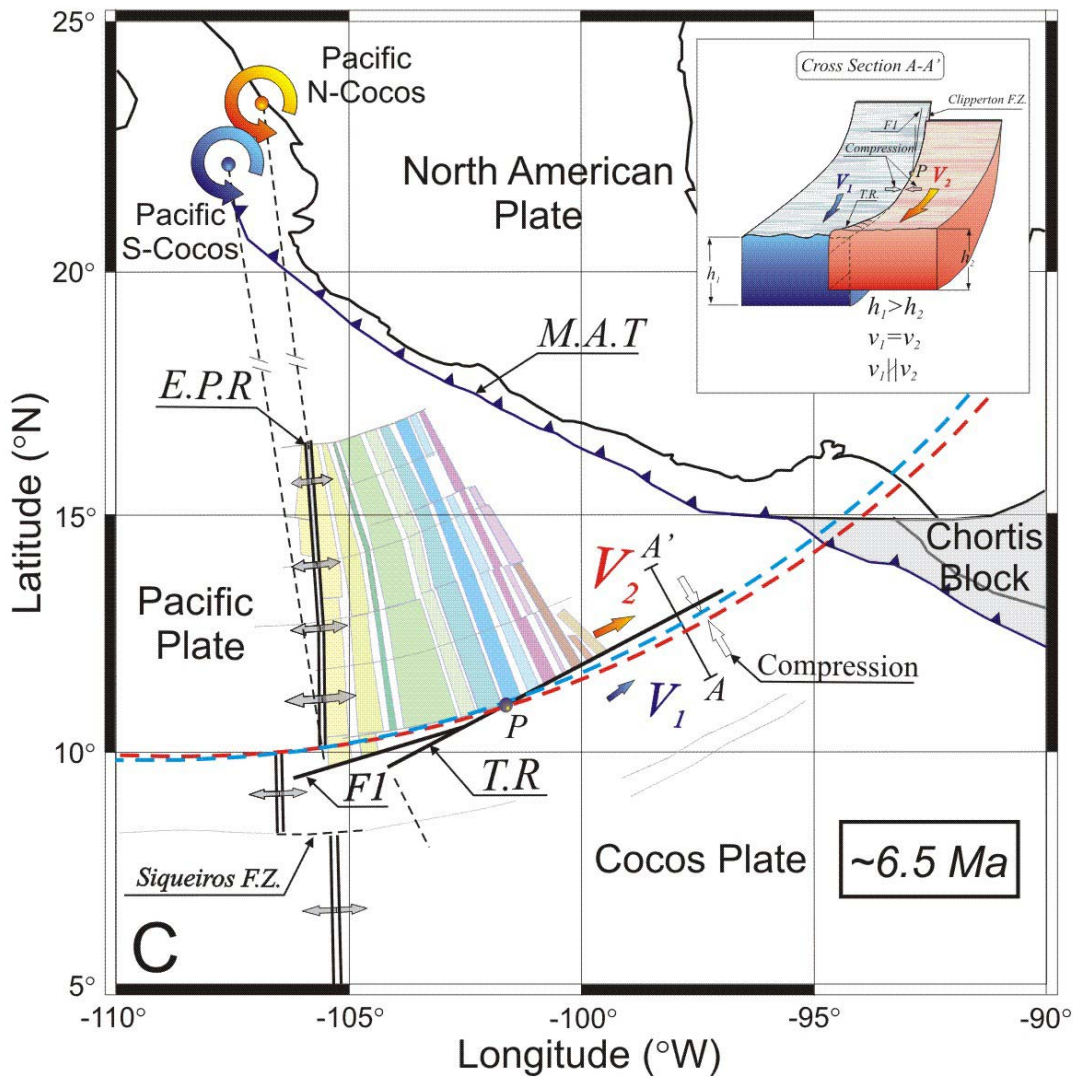 25°
20°
15°
10°
5°
-110°
-105°
-100°
-95°
-90°
Latitude (°N)
Longitude (°W)
Pacific
N-Cocos
Pacific
S-Cocos
North American
Plate
Cross Section A-A'
Clipperton F.Z.
F1
Compression
P
V1
V2
T.R.
h1
h2
h1>h2
v1=v2
v1∦v2
M.A.T
E.P.R
Pacific
Plate
V2
A'
Chortis
Block
Compression
A
V1
P
T.R
F1
Siqueiros F.Z.
Cocos Plate
~6.5 Ma
C